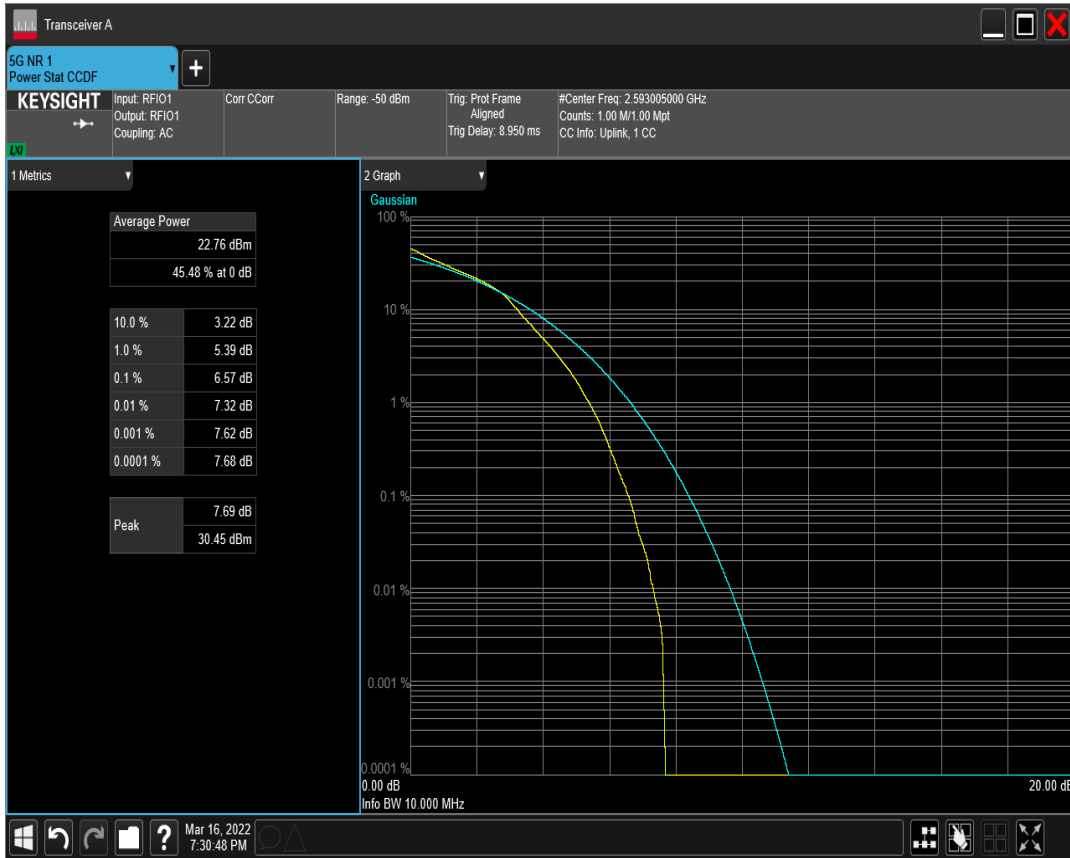 Transceiver A
5G NR 1
Power Stat CCDF
KEYSIGHT
LXI
Input: RFIO1
Output: RFIO1
Coupling: AC
Corr CCorr
Range: -50 dBm
Trig: Prot Frame
Aligned
Trig Delay: 8.950 ms
#Center Freq: 2.593005000 GHz
Counts: 1.00 M/1.00 Mpt
CC Info: Uplink, 1 CC
1 Metrics
Average Power
22.76 dBm
45.48 % at 0 dB
10.0 % 3.22 dB
1.0 % 5.39 dB
0.1 % 6.57 dB
0.01 % 7.32 dB
0.001 % 7.62 dB
0.0001 % 7.68 dB
Peak
7.69 dB
30.45 dBm
2 Graph
Gaussian
100 %
10 %
1 %
0.1 %
0.01 %
0.001 %
0.0001 %
0.00 dB
20.00 dB
Info BW 10.000 MHz
?
Mar 16, 2022
7:30:48 PM